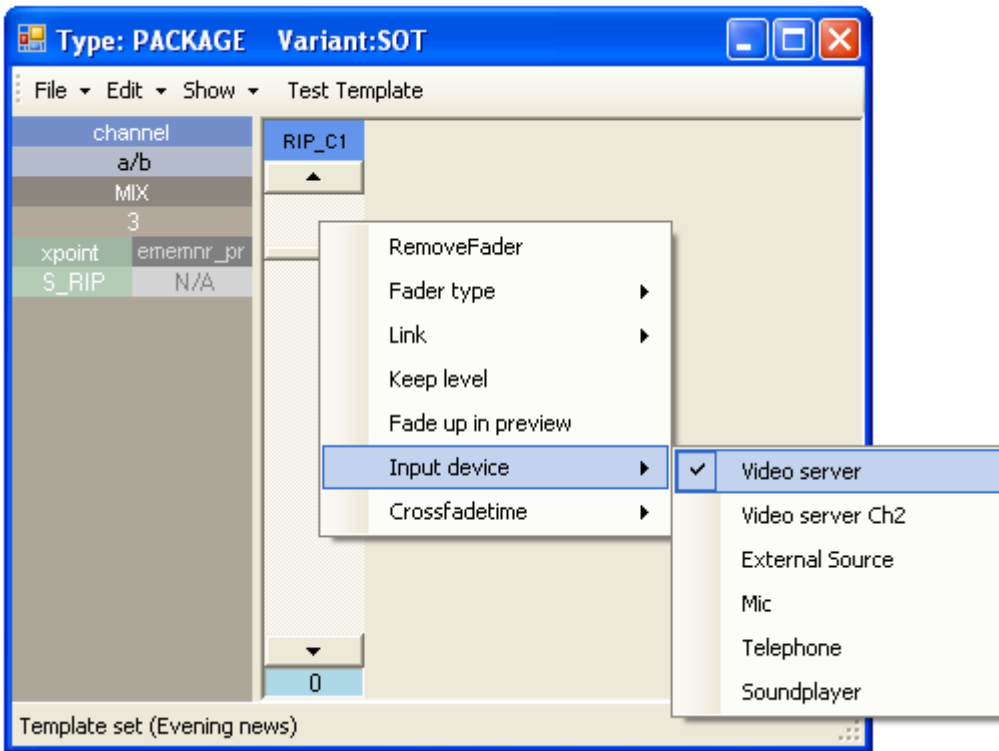 Type: PACKAGE Variant:SOT
File Edit Show Test Template
channel
a/b
MIX
3
xpoint ememnr_pr
S_RIP N/A
RIP_C1
RemoveFader
Fader type
Link
Keep level
Fade up in preview
Input device
Crossfadetime
Video server
Video server Ch2
External Source
Mic
Telephone
Soundplayer
0
Template set (Evening news)